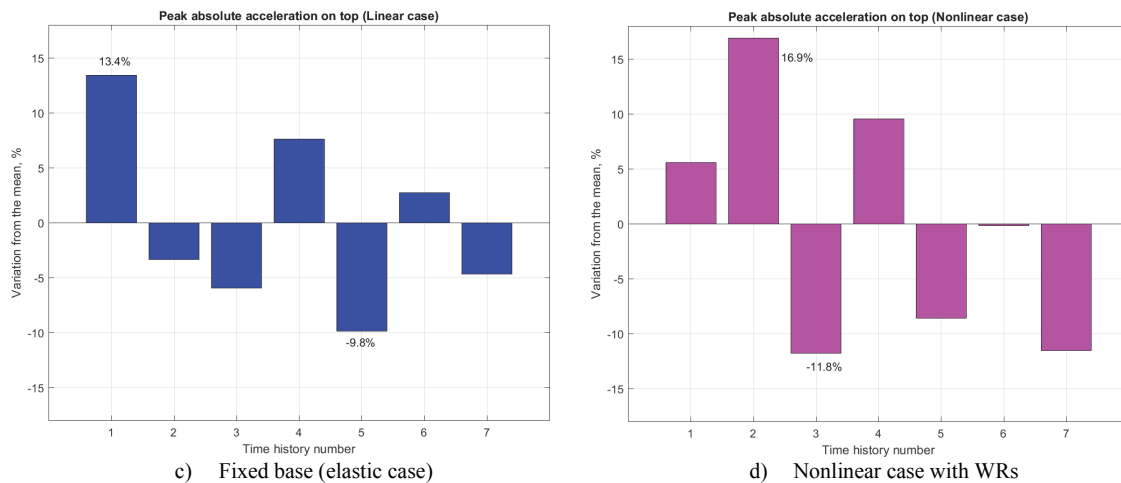 Peak absolute acceleration on top (Linear case)
Variation from the mean, %
15
10
5
0
-5
-10
-15
13.4%
-9.8%
1 2 3 4 5 6 7
Time history number
c) Fixed base (elastic case)
Peak absolute acceleration on top (Nonlinear case)
Variation from the mean, %
15
10
5
0
-5
-10
-15
16.9%
-11.8%
1 2 3 4 5 6 7
Time history number
d) Nonlinear case with WRs